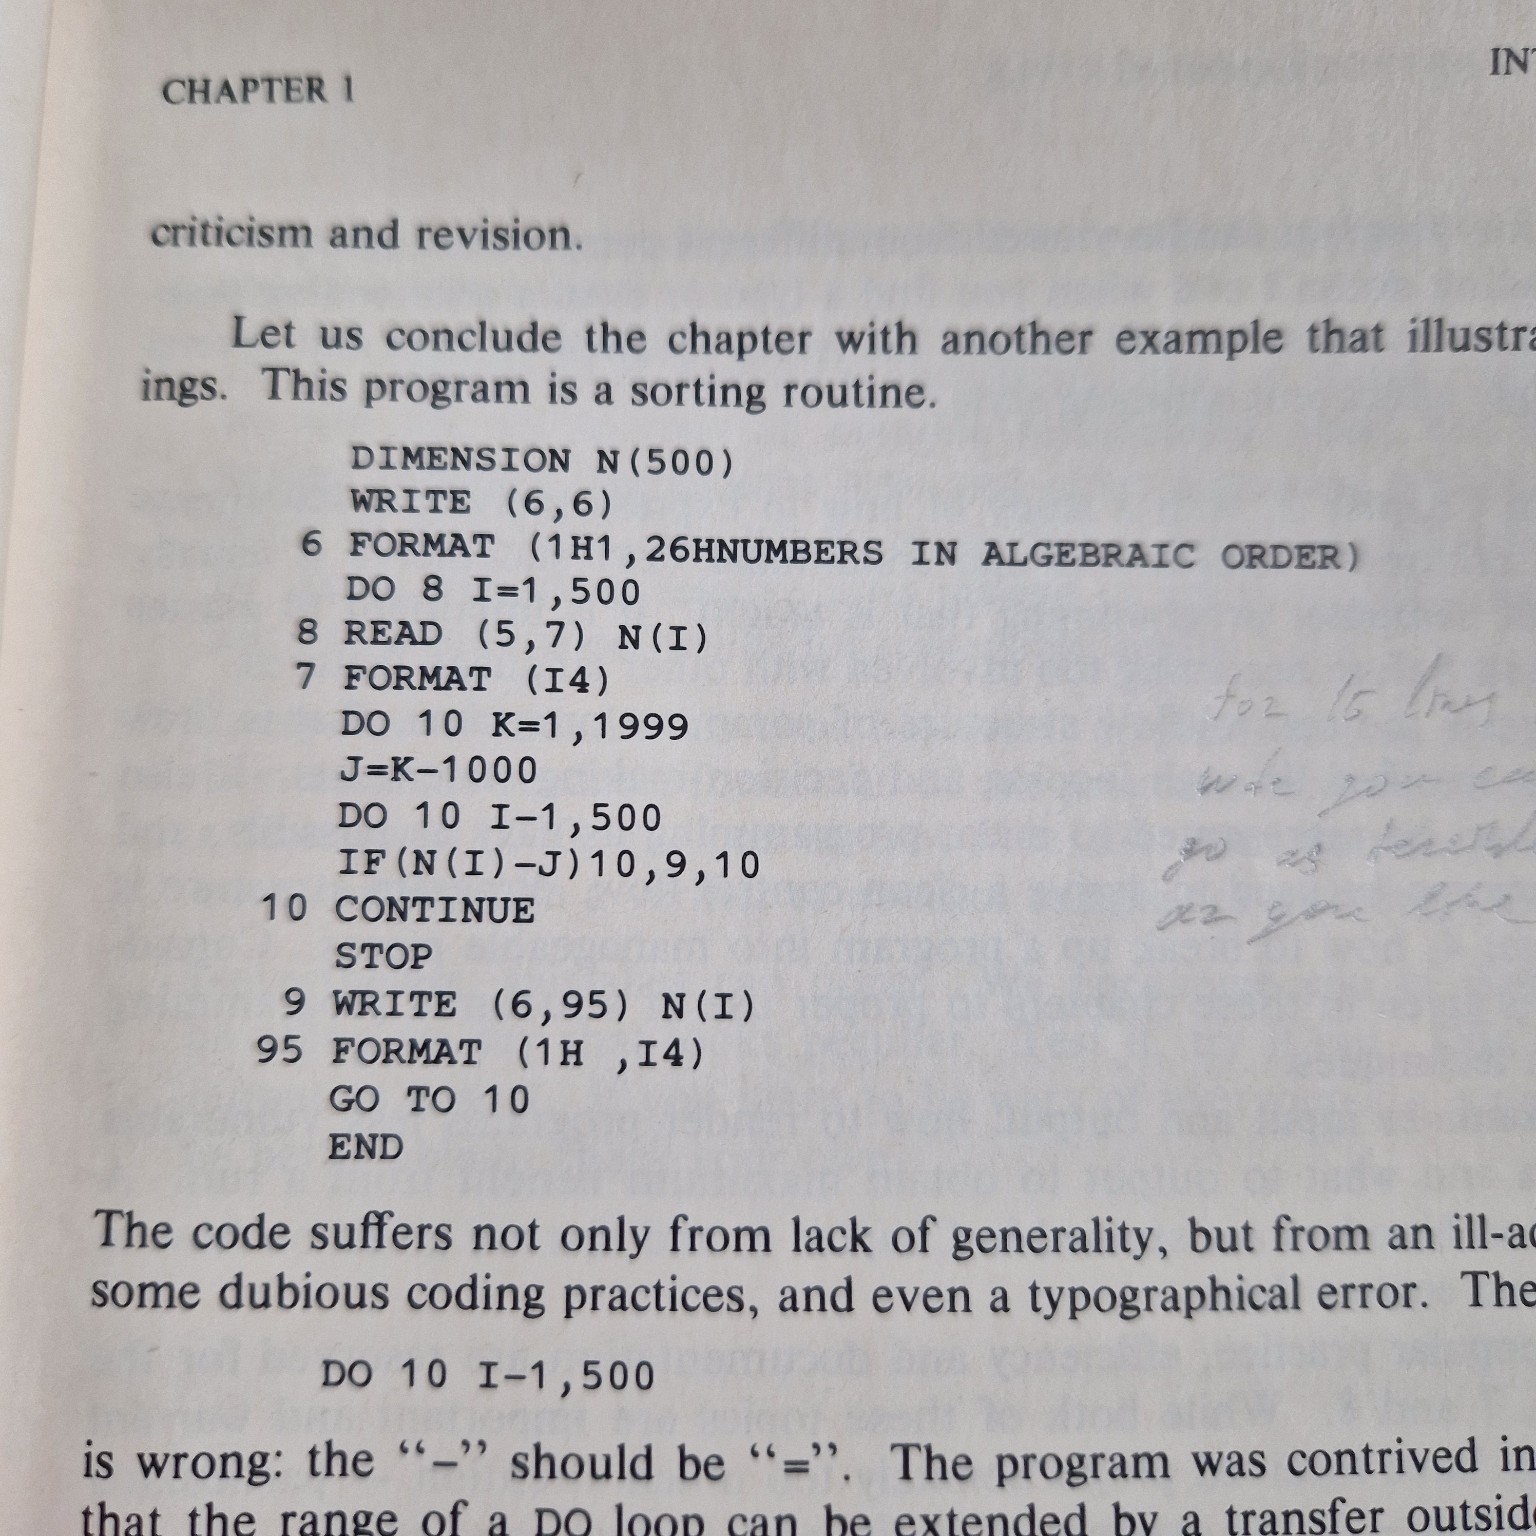 CHAPTER 1
criticism and revision.
Let us conclude the chapter with another example that illustra
ings. This program is a sorting routine.
DIMENSION N(500)
WRITE (6,6)
6 FORMAT (1H1,26HNUMBERS IN ALGEBRAIC ORDER)
DO 8 I=1,500
8 READ (5,7) N(I)
7 FORMAT (I4)
DO 10 K=1,1999
J=K-1000
DO 10 I-1,500
IF(N(I)-J)10,9,10
10 CONTINUE
STOP
9 WRITE (6,95) N(I)
95 FORMAT (1H ,I4)
GO TO 10
END
for 15 lines
you
go as
as you like
The code suffers not only from lack of generality, but from an ill-ad
some dubious coding practices, and even a typographical error. The
DO 10 I-1,500
is wrong: the “-” should be “=”. The program was contrived in
that the range of a DO loop can be extended by a transfer outsid